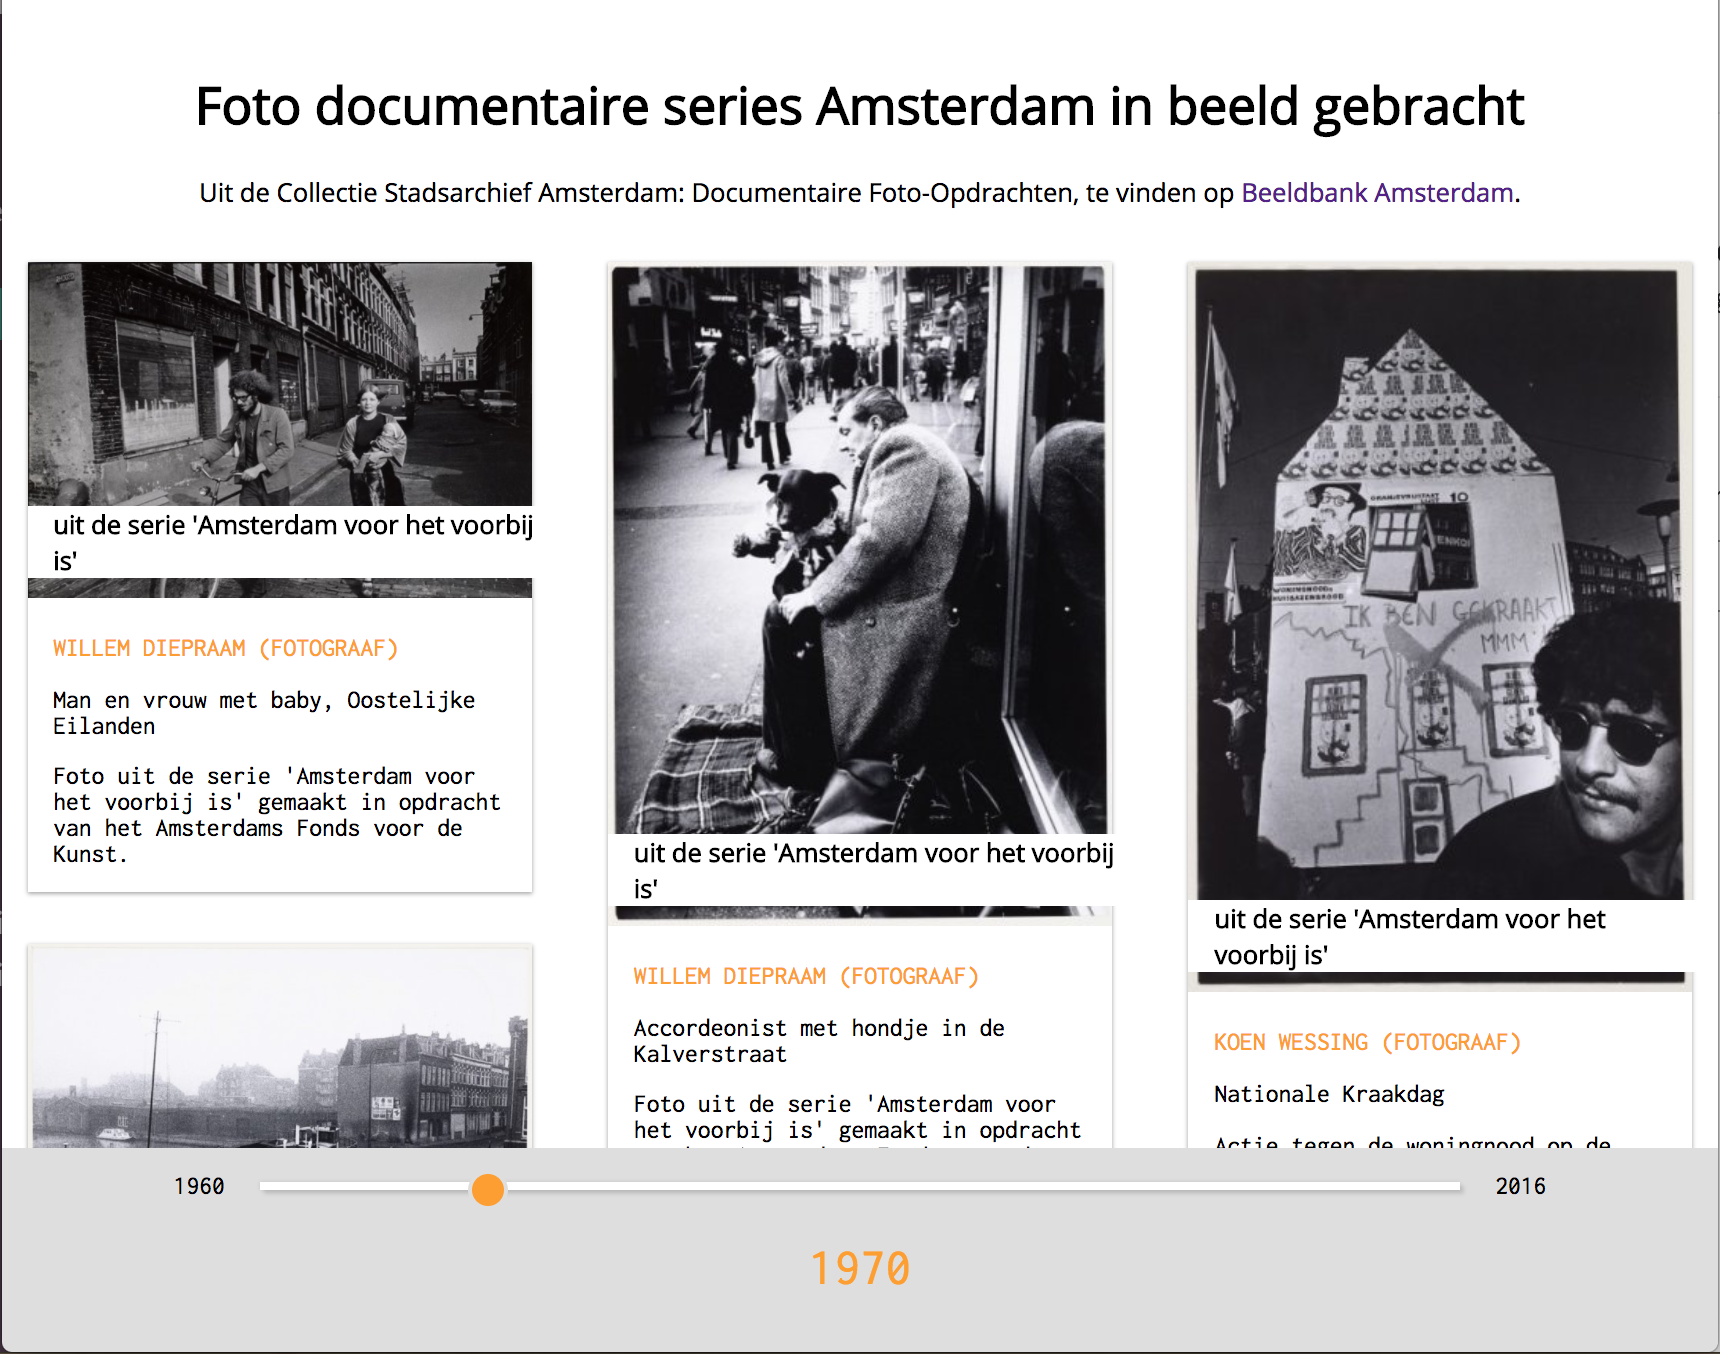 Foto documentaire series Amsterdam in beeld gebracht
Uit de Collectie Stadsarchief Amsterdam: Documentaire Foto-Opdrachten, te vinden op Beeldbank Amsterdam.
uit de serie 'Amsterdam voor het voorbij
is'
WILLEM DIEPRAAM (FOTOGRAAF)
Man en vrouw met baby, Oostelijke
Eilanden
Foto uit de serie 'Amsterdam voor
het voorbij is' gemaakt in opdracht
van het Amsterdams Fonds voor de
Kunst.
uit de serie 'Amsterdam voor het voorbij
is'
WILLEM DIEPRAAM (FOTOGRAAF)
Accordeonist met hondje in de
Kalverstraat
Foto uit de serie 'Amsterdam voor
het voorbij is' gemaakt in opdracht
10
IK BEN GEKRAAKT
MMM
uit de serie 'Amsterdam voor het
voorbij is'
KOEN WESSING (FOTOGRAAF)
Nationale Kraakdag
Actie tegen de woningnood op de
1960
2016
1970